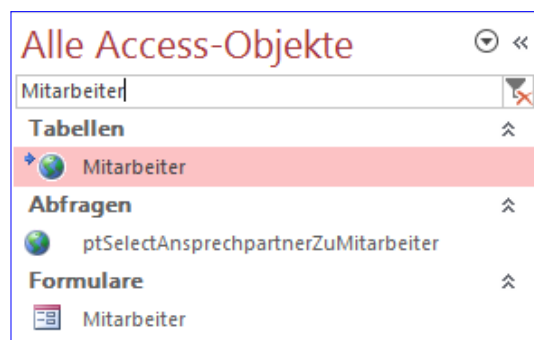 Alle Access-Objekte
Mitarbeiter
Tabellen
Mitarbeiter
Abfragen
ptSelectAnsprechpartnerZuMitarbeiter
Formulare
Mitarbeiter